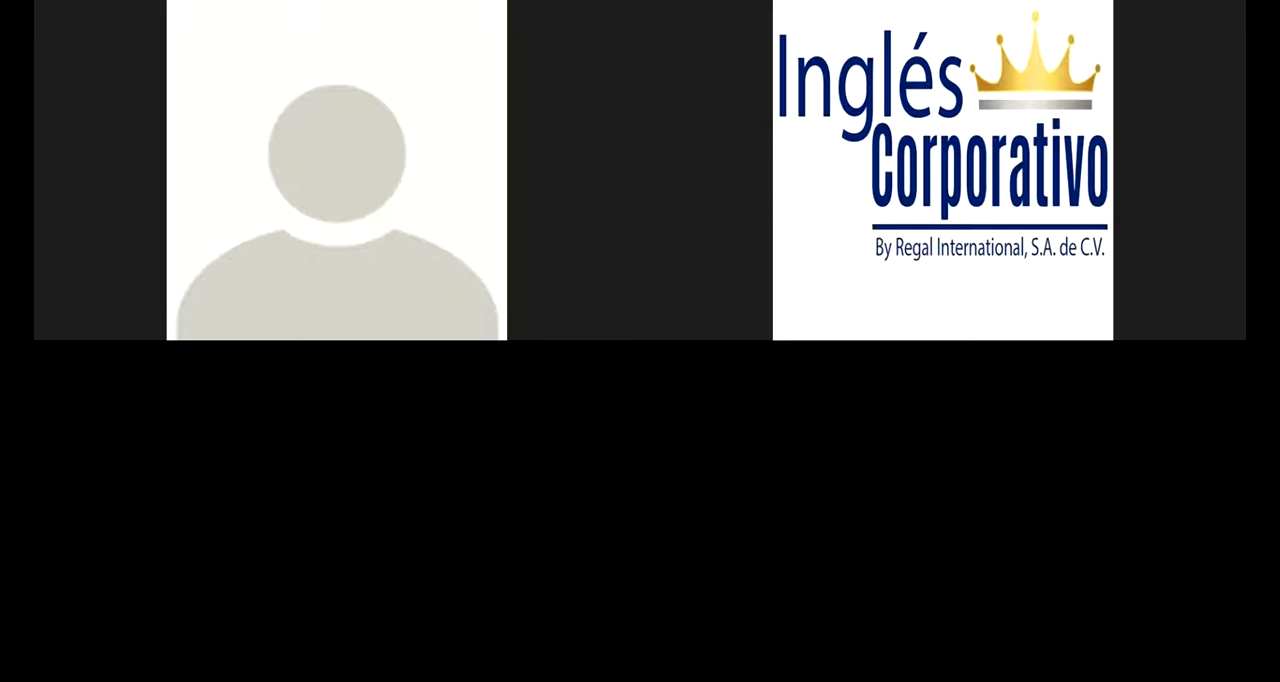 Inglés
Corporativo
By Regal International, S.A. de C.V.